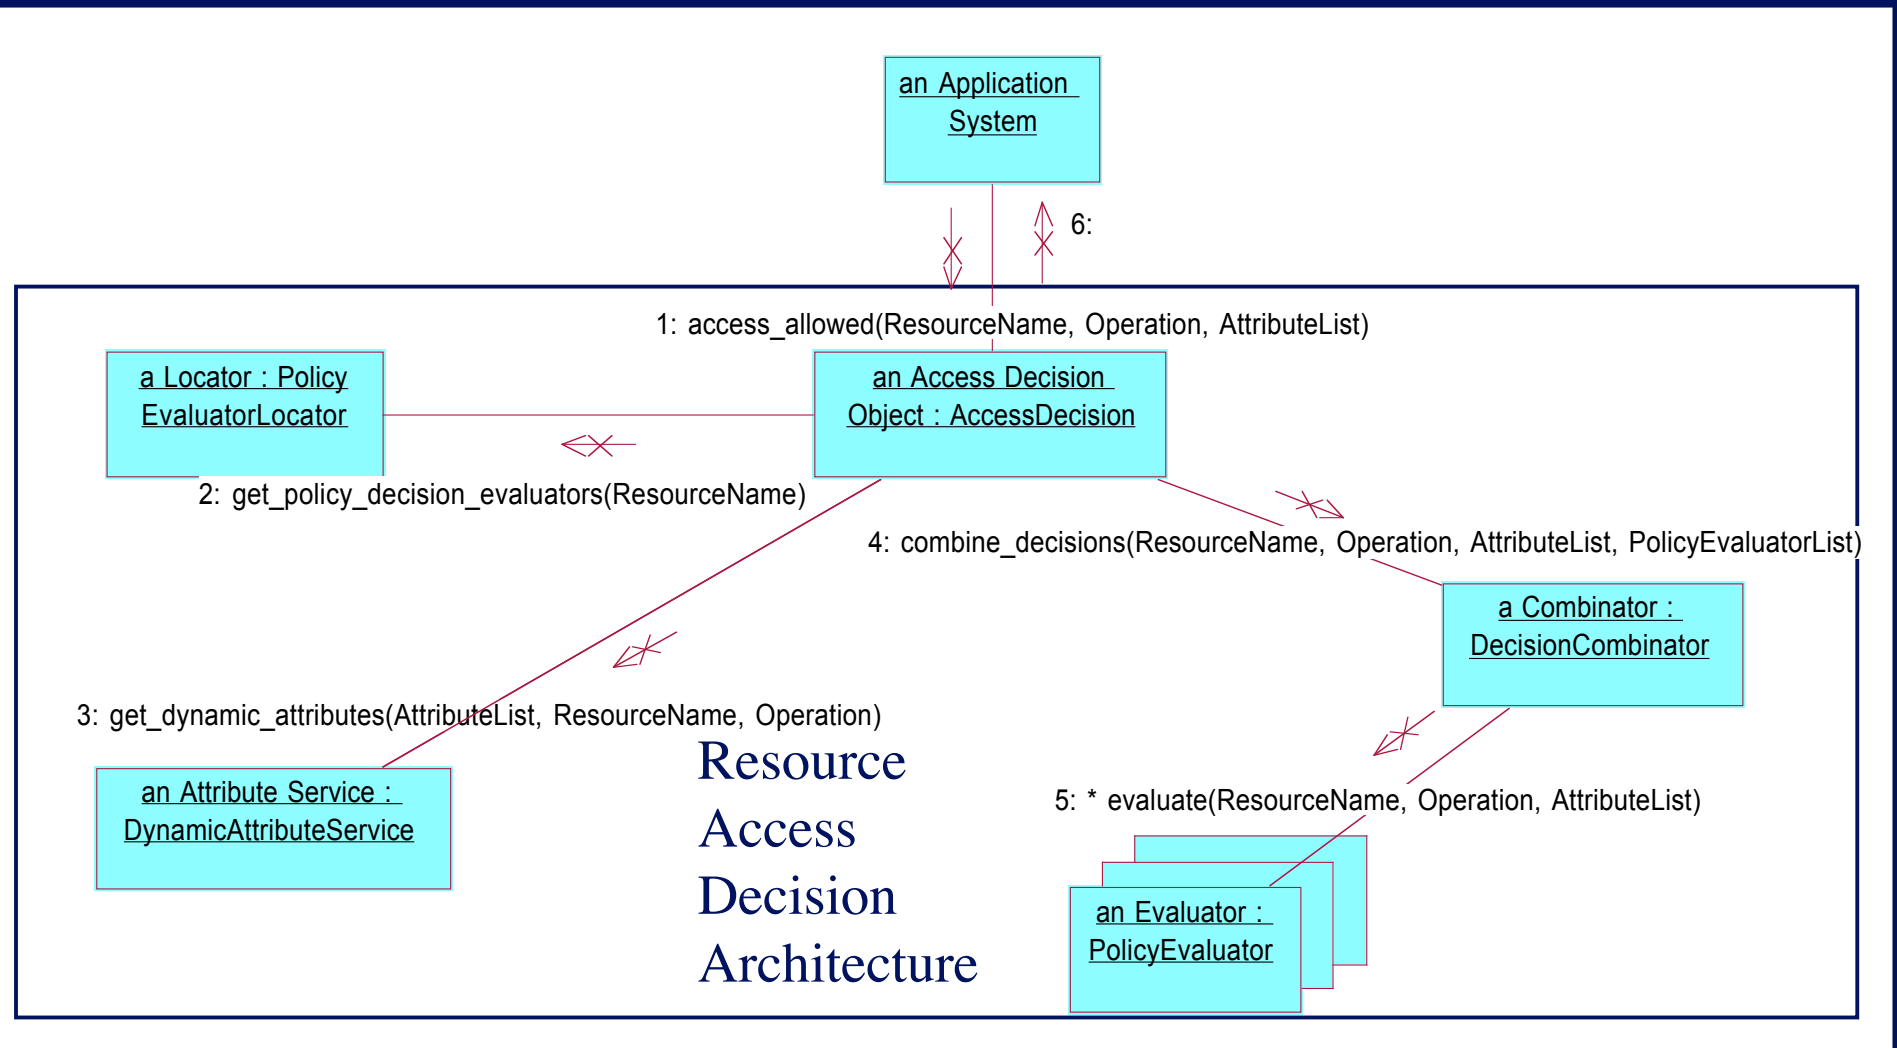 an Application
System
6:
1: access_allowed(ResourceName, Operation, AttributeList)
a Locator : Policy
EvaluatorLocator
an Access Decision
Object : AccessDecision
2: get_policy_decision_evaluators(ResourceName)
4: combine_decisions(ResourceName, Operation, AttributeList, PolicyEvaluatorList)
a Combinator :
DecisionCombinator
3: get_dynamic_attributes(AttributeList, ResourceName, Operation)
an Attribute Service :
DynamicAttributeService
Resource
Access
Decision
Architecture
5: * evaluate(ResourceName, Operation, AttributeList)
an Evaluator :
PolicyEvaluator